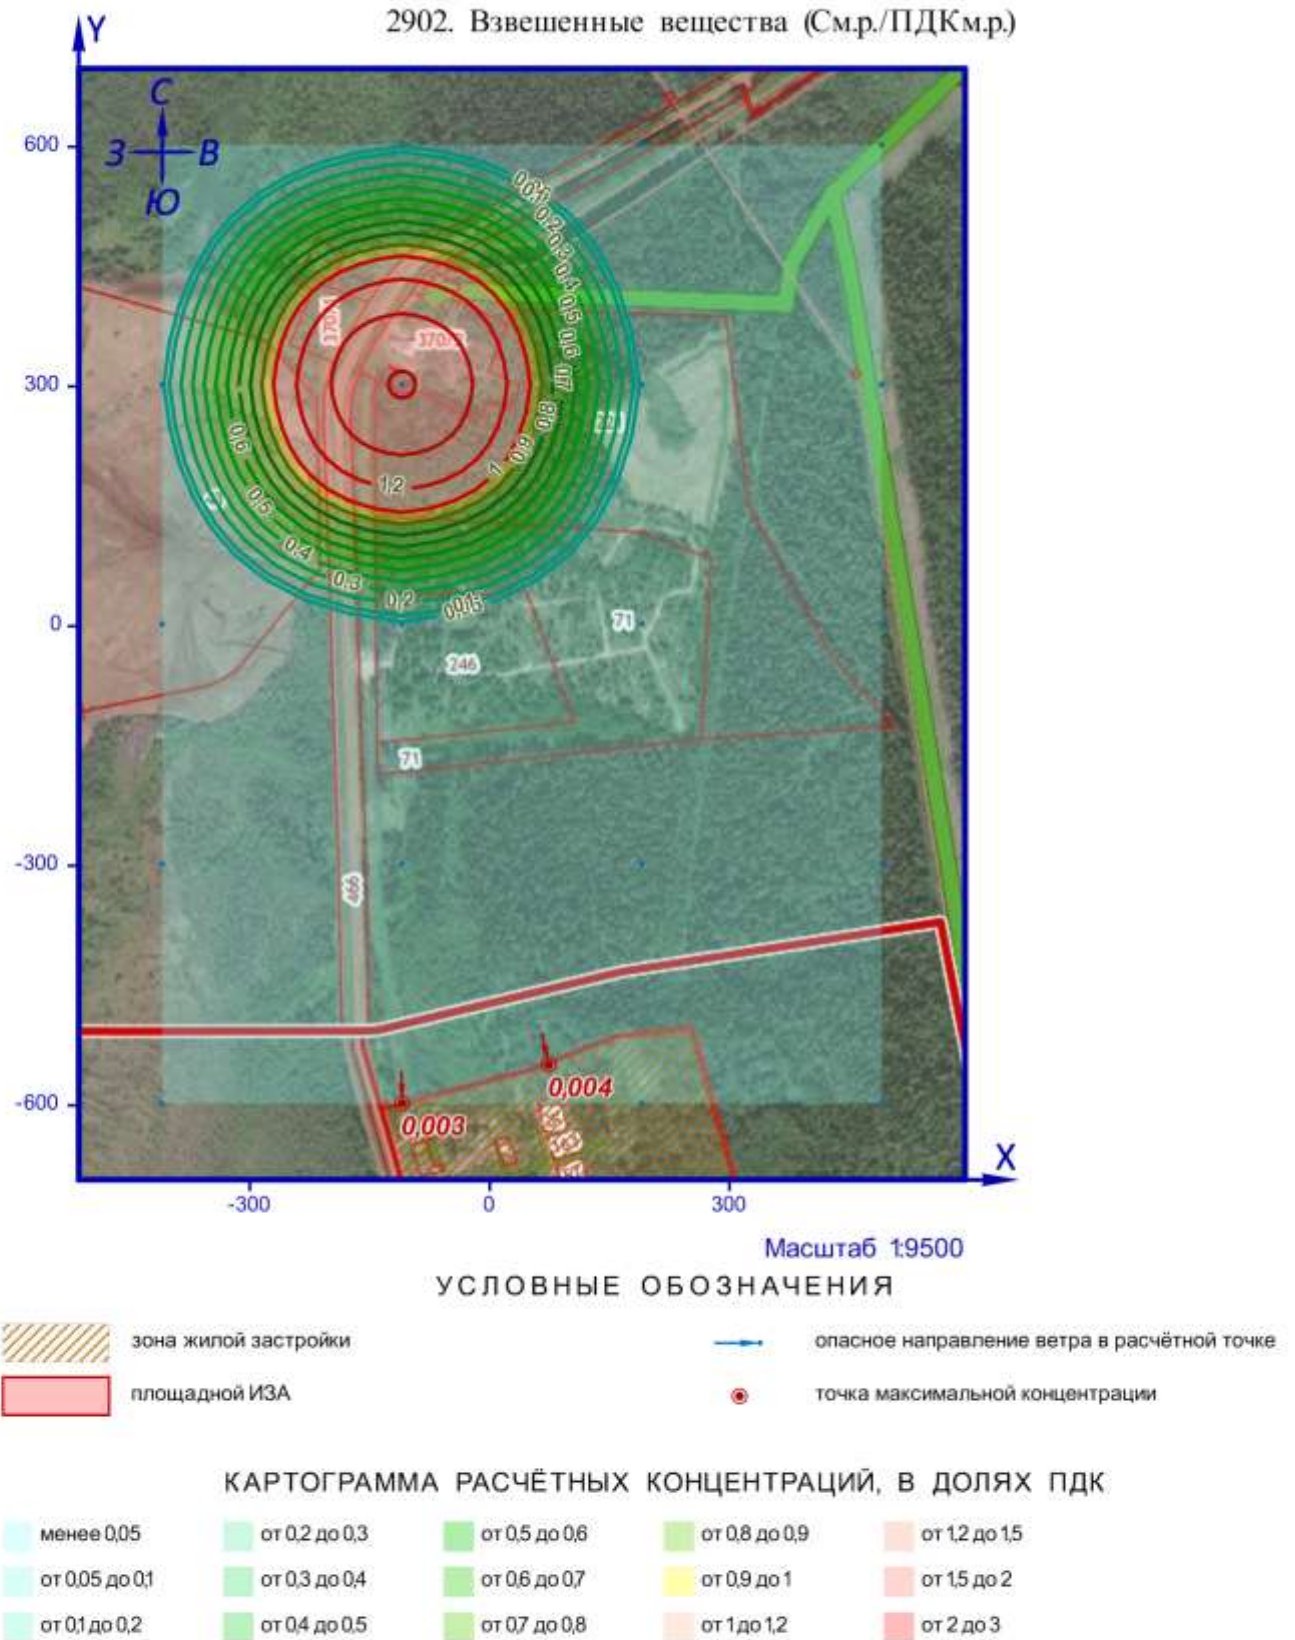 2902. Взвешенные вещества (См.р./ПДКм.р.)
Y
С
З В
Ю
600
300
0
-300
-600
0,2
0,3
0,4
0,5
0,6
0,7
0,8
0,9
1
1,2
0,6
0,5
0,4
0,3
0,2
370/1
71
246
71
466
0,004
0,003
X
-300 0 300
Масштаб 1:9500
УСЛОВНЫЕ ОБОЗНАЧЕНИЯ
зона жилой застройки опасное направление ветра в расчётной точке
площадной ИЗА точка максимальной концентрации
КАРТОГРАММА РАСЧЁТНЫХ КОНЦЕНТРАЦИЙ, В ДОЛЯХ ПДК
менее 0,05 от 0,2 до 0,3 от 0,5 до 0,6 от 0,8 до 0,9 от 1,2 до 1,5
от 0,05 до 0,1 от 0,3 до 0,4 от 0,6 до 0,7 от 0,9 до 1 от 1,5 до 2
от 0,1 до 0,2 от 0,4 до 0,5 от 0,7 до 0,8 от 1 до 1,2 от 2 до 3